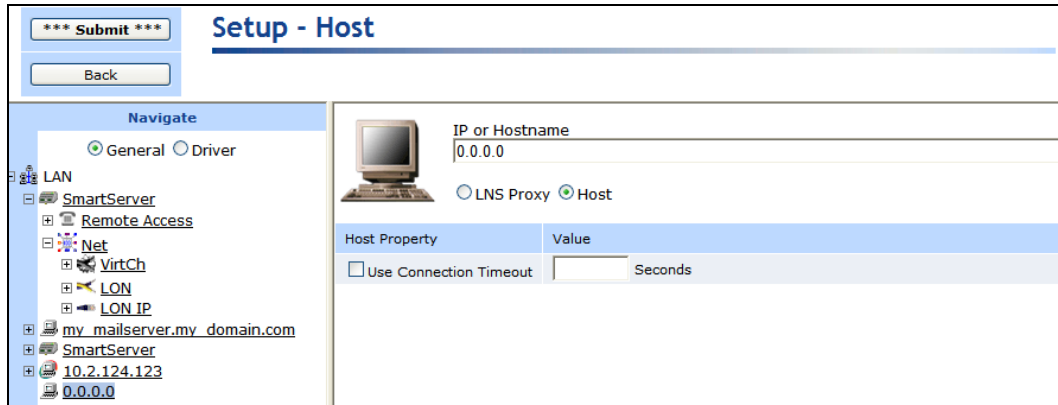 *** Submit ***
Setup - Host
Back
Navigate
General Driver
LAN
SmartServer
Remote Access
Net
VirtCh
LON
LON IP
my_mailserver.my_domain.com
SmartServer
10.2.124.123
0.0.0.0
IP or Hostname
0.0.0.0
LNS Proxy Host
Host Property Value
Use Connection Timeout Seconds